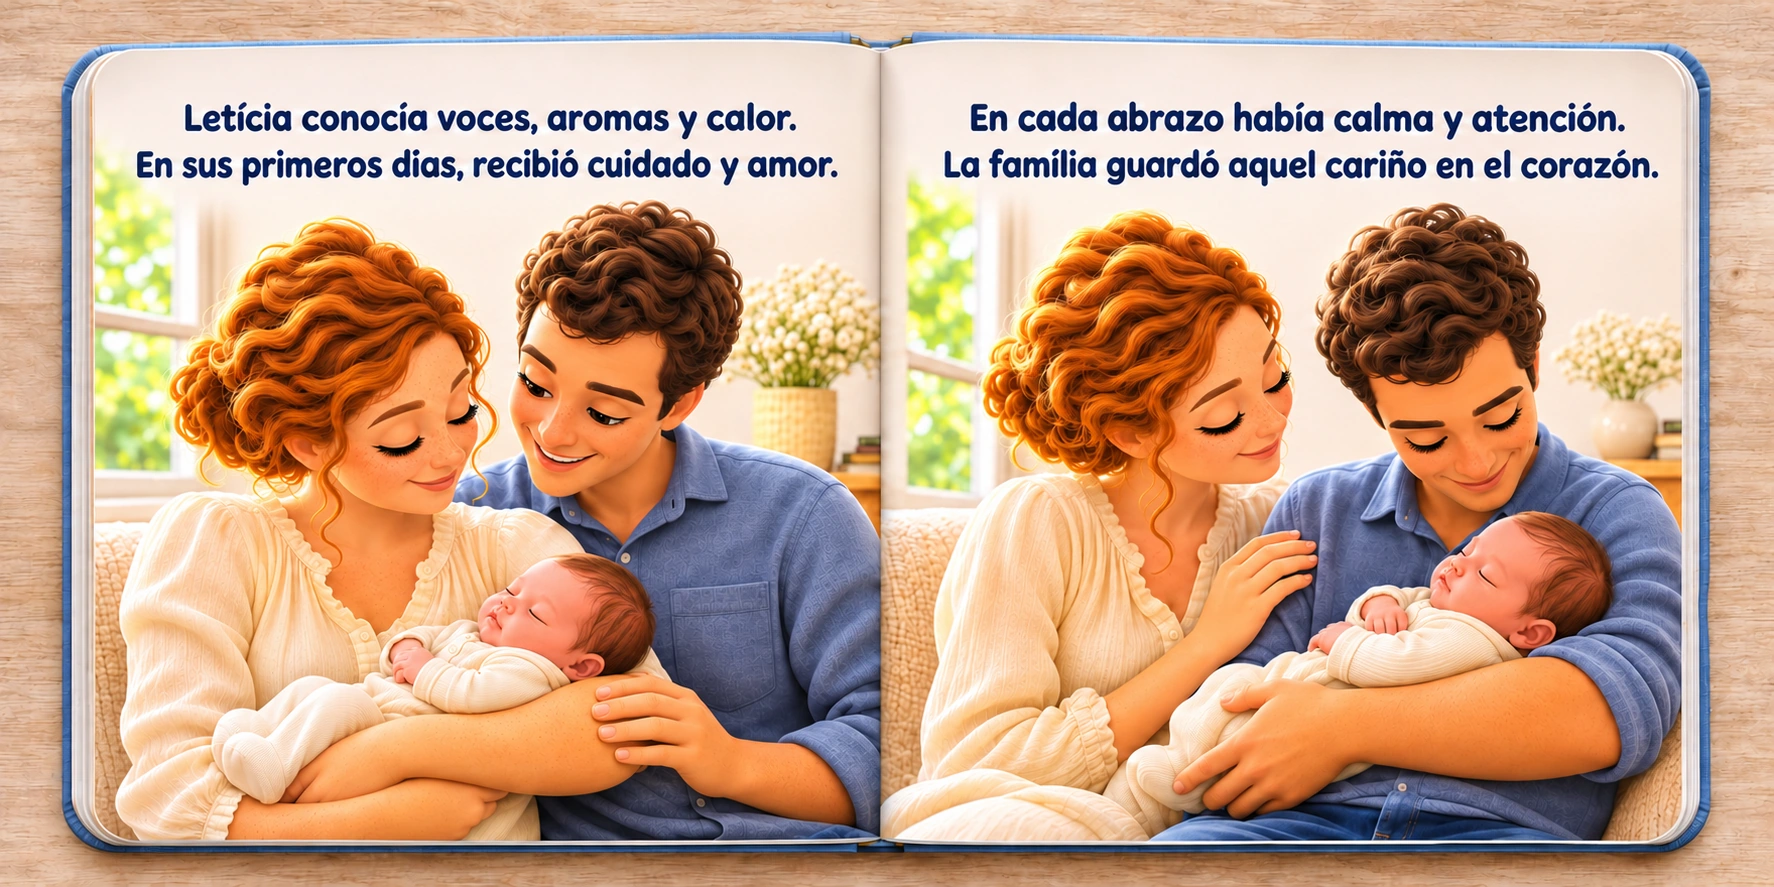 Letícia conocía voces, aromas y calor.
En sus primeros dias, recibió cuidado y amor.
En cada abrazo había calma y atención.
La família guardó aquel cariño en el corazón.